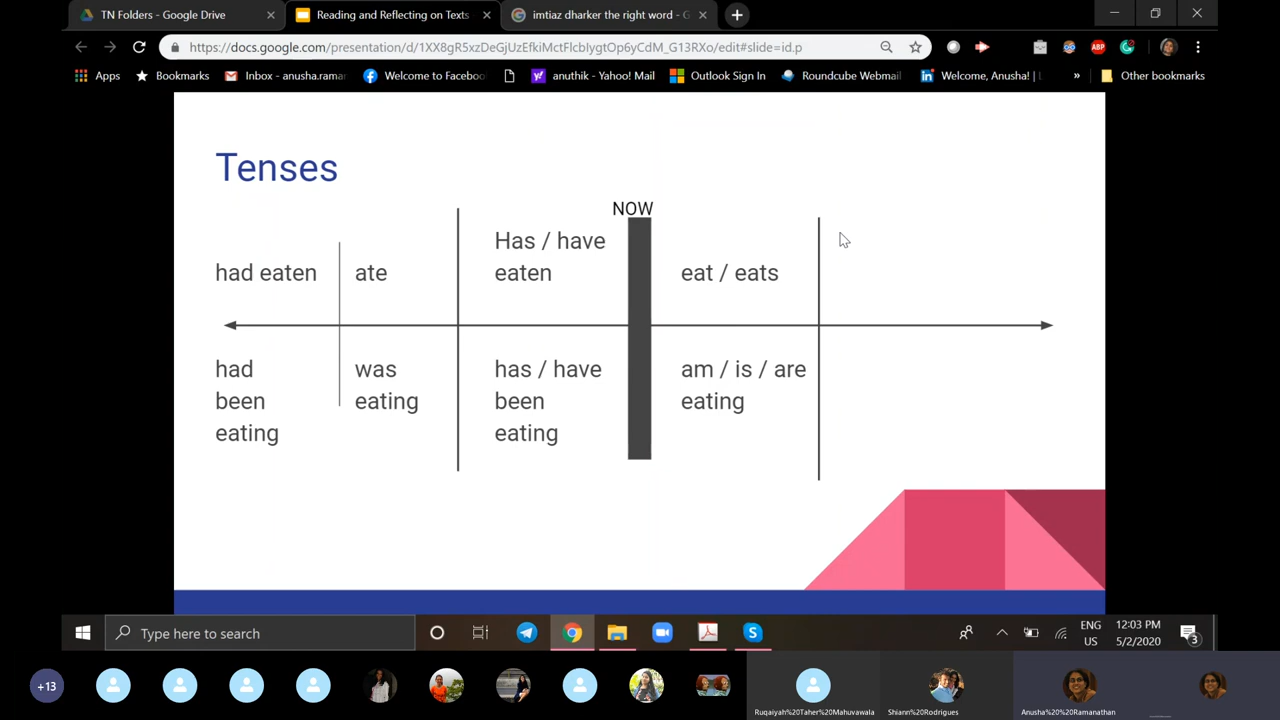 TN Folders - Google Drive
Reading and Reflecting on Texts
imtiaz dharker the right word - G
https://docs.google.com/presentation/d/1XX8gR5xzDeGjUzEfkiMctFlcbIygtOp6yCdM_G13RXo/edit#slide=id.p
ABP
Apps
Bookmarks
Inbox - anusha.raman
Welcome to Faceboo
anuthik - Yahoo! Mail
Outlook Sign In
Roundcube Webmail
Welcome, Anusha! | L
»
Other bookmarks
Tenses
NOW
had eaten
ate
Has / have
eaten
eat / eats
had
been
eating
was
eating
has / have
been
eating
am / is / are
eating
Type here to search
ENG
US
12:03 PM
5/2/2020
3
+13
Ruqaiyah%20Taher%20Mahuvawala
Shiann%20Rodrigues
Anusha%20%20Ramanathan